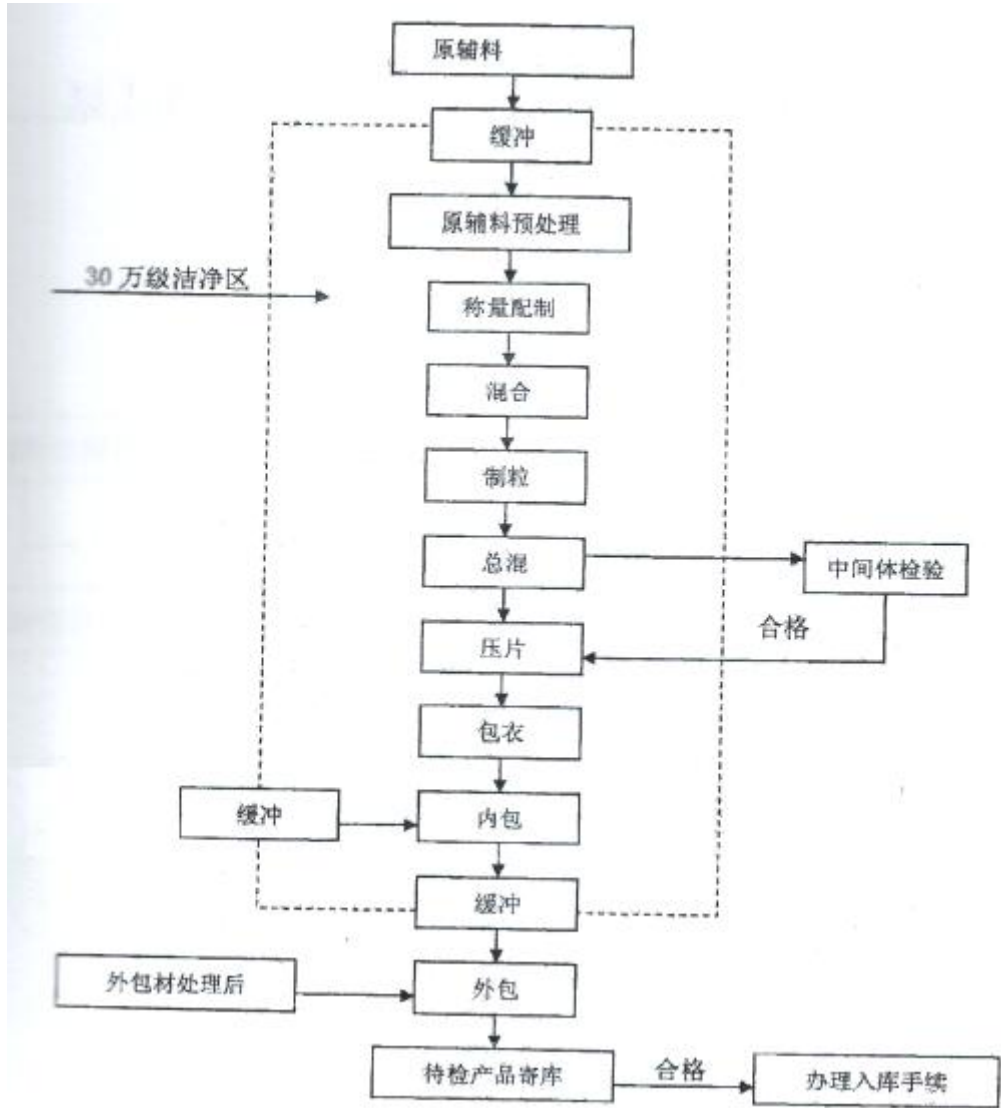 原辅料
缓冲
原辅料预处理
30 万级洁净区
称量配制
混合
制粒
总混
中间体检验
合格
压片
包衣
缓冲
内包
缓冲
外包材处理后
外包
待检产品寄库
合格
办理入库手续